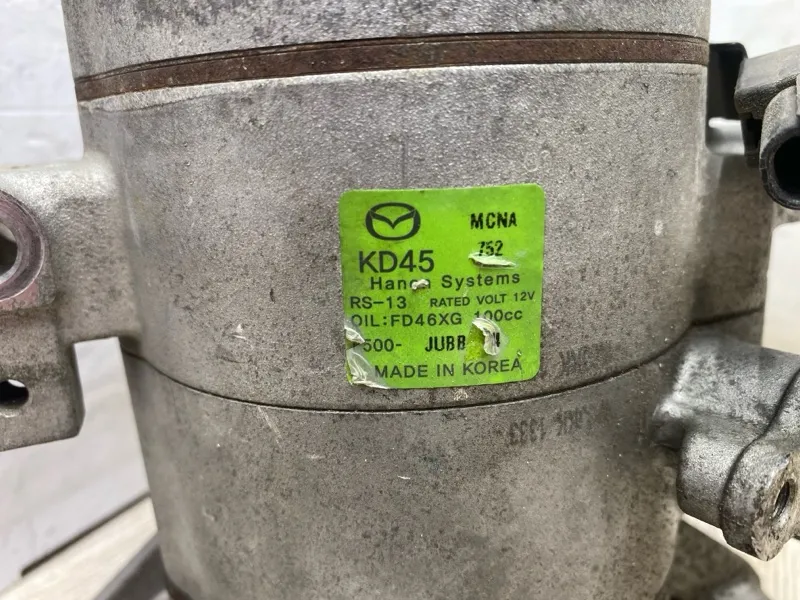 MCNA
752
KD45
Systems
RS-13 RATED VOLT 12V
OIL:FD46XG 100cc
500- JUBB
MADE IN KOREA